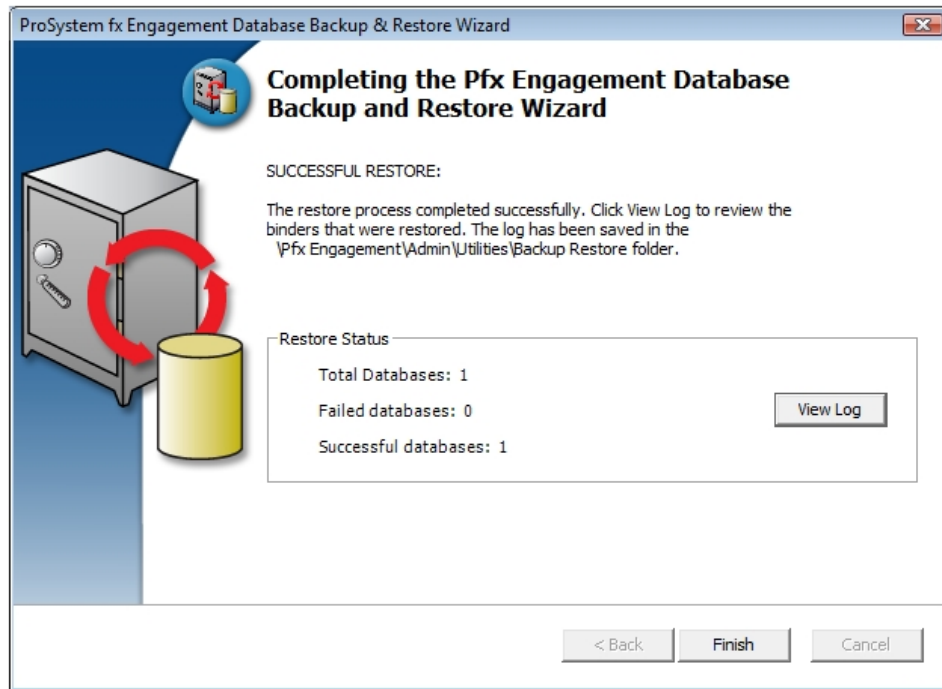 ProSystem fx Engagement Database Backup & Restore Wizard
Completing the Pfx Engagement Database
Backup and Restore Wizard
SUCCESSFUL RESTORE:
The restore process completed successfully. Click View Log to review the
binders that were restored. The log has been saved in the
\Pfx Engagement\Admin\Utilities\Backup Restore folder.
Restore Status
Total Databases: 1
Failed databases: 0
View Log
Successful databases: 1
< Back
Finish
Cancel